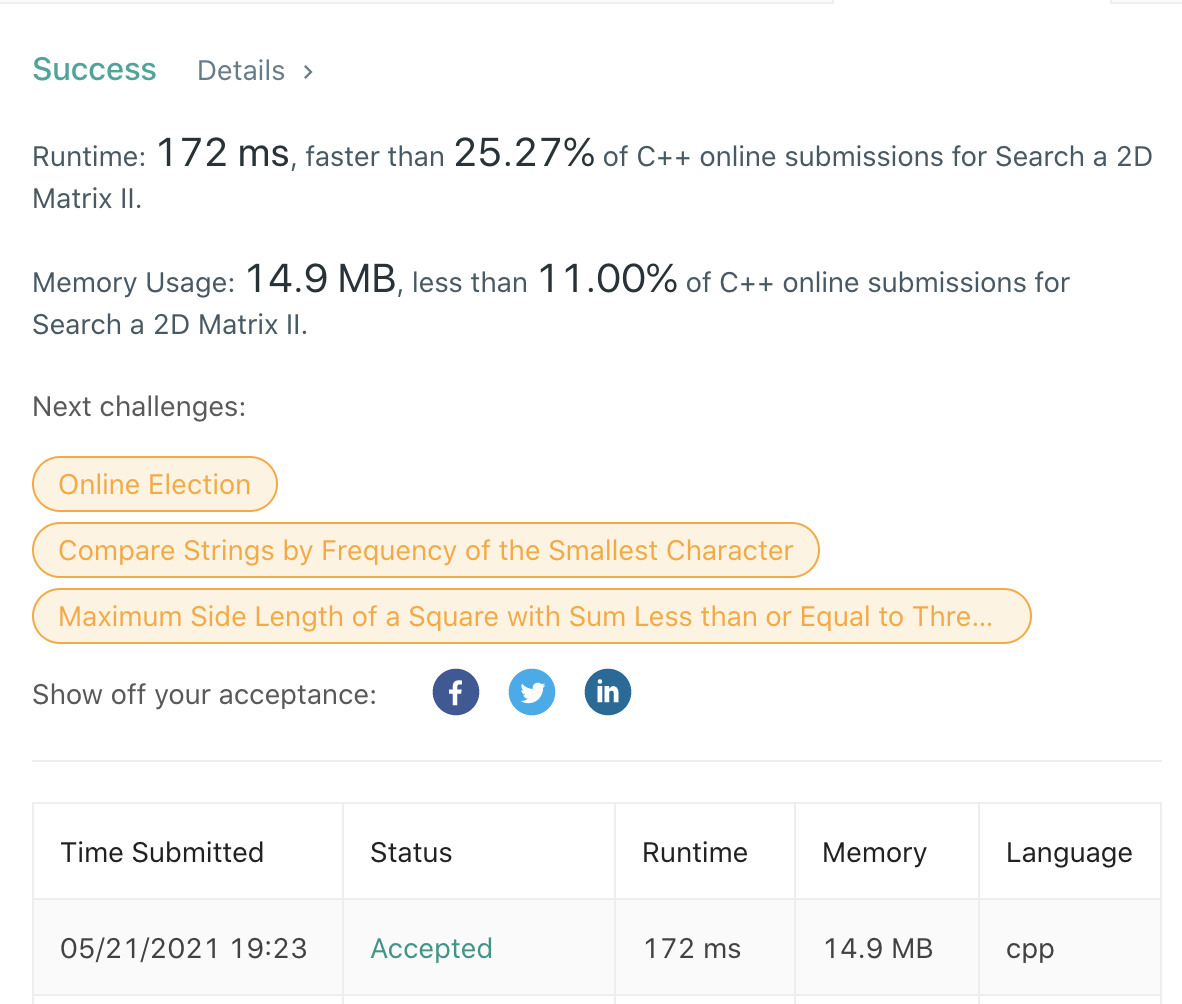 Success Details >
Runtime: 172 ms, faster than 25.27% of C++ online submissions for Search a 2D
Matrix II.
Memory Usage: 14.9 MB, less than 11.00% of C++ online submissions for
Search a 2D Matrix II.
Next challenges:
Online Election
Compare Strings by Frequency of the Smallest Character
Maximum Side Length of a Square with Sum Less than or Equal to Thre...
Show off your acceptance: f in
Time Submitted Status Runtime Memory Language
05/21/2021 19:23 Accepted 172 ms 14.9 MB cpp